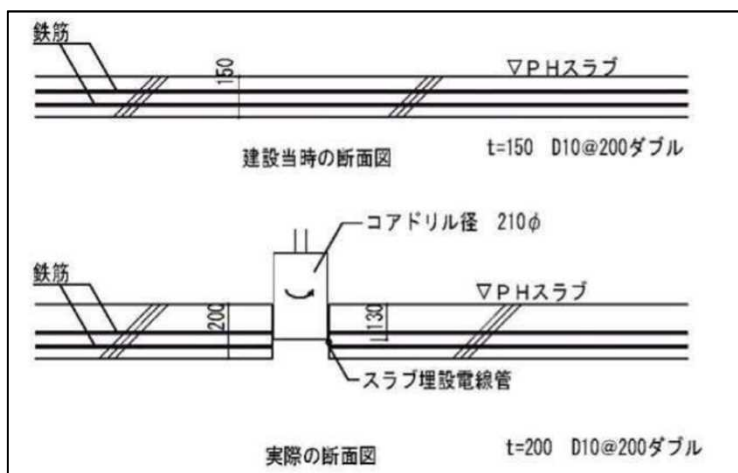 鉄筋
150
▽PHスラブ
建設当時の断面図
t=150 D10@200ダブル
コアドリル径 210φ
鉄筋
200
130
▽PHスラブ
スラブ埋設電線管
実際の断面図
t=200 D10@200ダブル